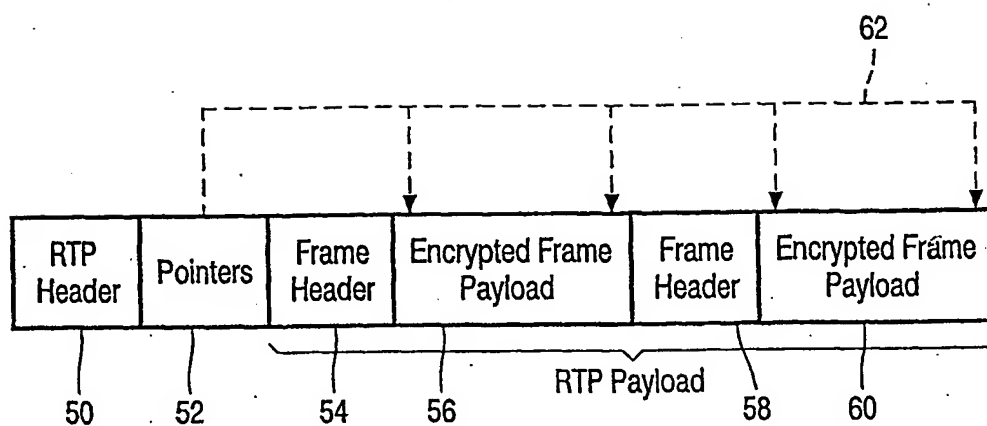 62
RTP
Header
Pointers
Frame
Header
Encrypted Frame
Payload
Frame
Header
Encrypted Frame
Payload
RTP Payload
50
52
54
56
58
60